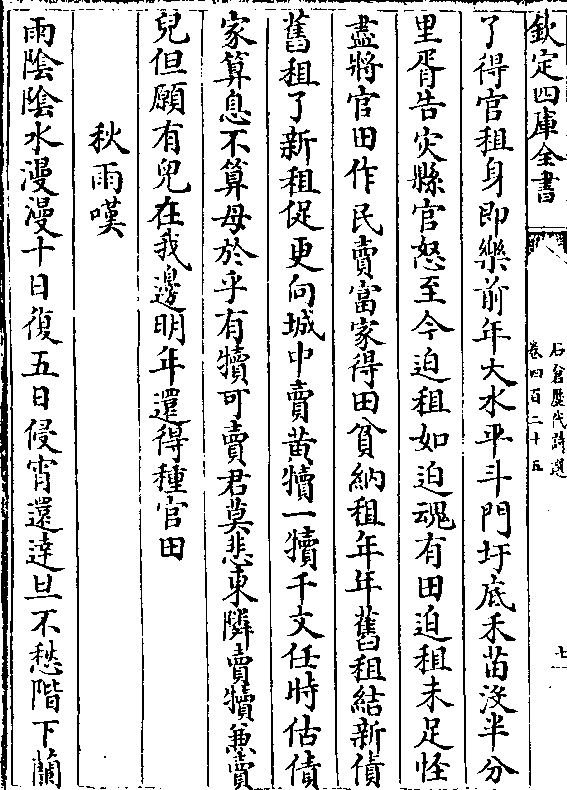 欽定四庫全書
石倉歷代詩選
卷四百二十五
七
了得官租身即樂前年大水平斗門圩底禾苗沒半分
里胥告灾縣官怒至今迫租如迫魂有田迫租未足怪
盡將官田作民賣富家得田貧納租年年舊租結新債
舊租了新租促更向城中賣黃犢一犢千文任時估債
家算息不算母於乎有犢可賣君莫悲東隣賣犢兼賣
兒但願有兒在我邊明年還得種官田
秋雨嘆
雨陰陰水漫漫十日復五日侵宵還達旦不愁階下蘭